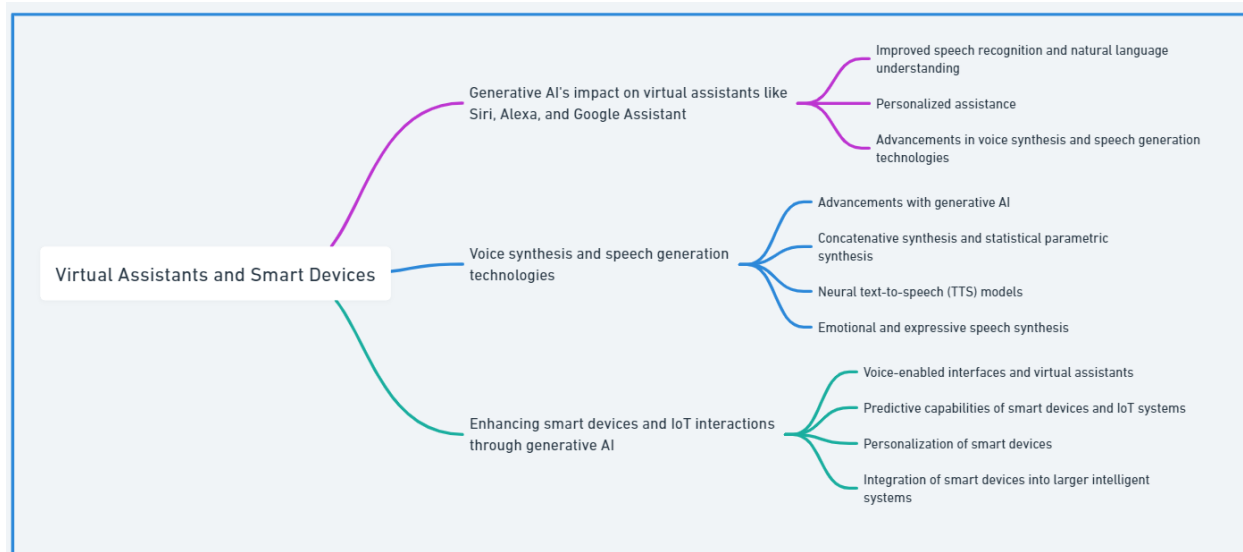 Virtual Assistants and Smart Devices
Generative AI's impact on virtual assistants like
Siri, Alexa, and Google Assistant
Improved speech recognition and natural language
understanding
Personalized assistance
Advancements in voice synthesis and speech generation
technologies
Voice synthesis and speech generation
technologies
Advancements with generative AI
Concatenative synthesis and statistical parametric
synthesis
Neural text-to-speech (TTS) models
Emotional and expressive speech synthesis
Enhancing smart devices and IoT interactions
through generative AI
Voice-enabled interfaces and virtual assistants
Predictive capabilities of smart devices and IoT systems
Personalization of smart devices
Integration of smart devices into larger intelligent
systems